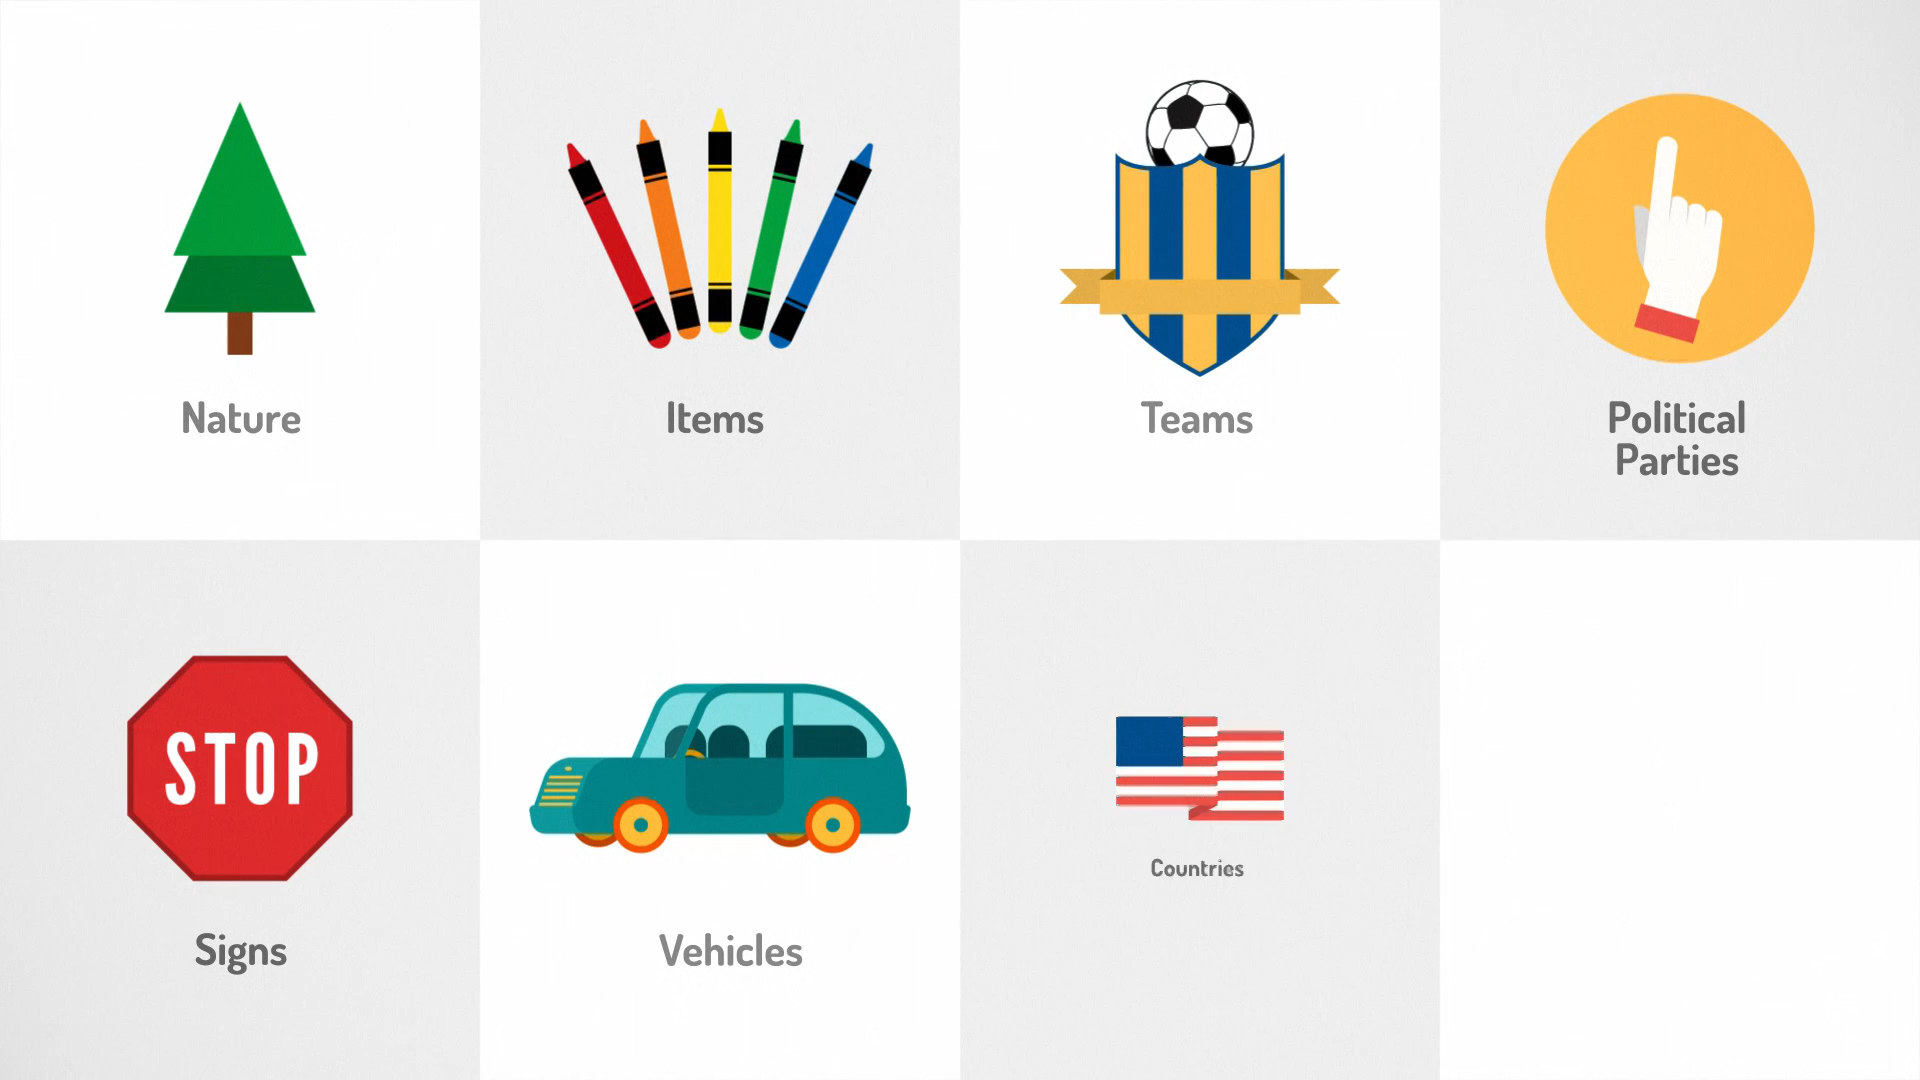 Nature
Items
Teams
Political
Parties
STOP
Signs
Vehicles
Countries